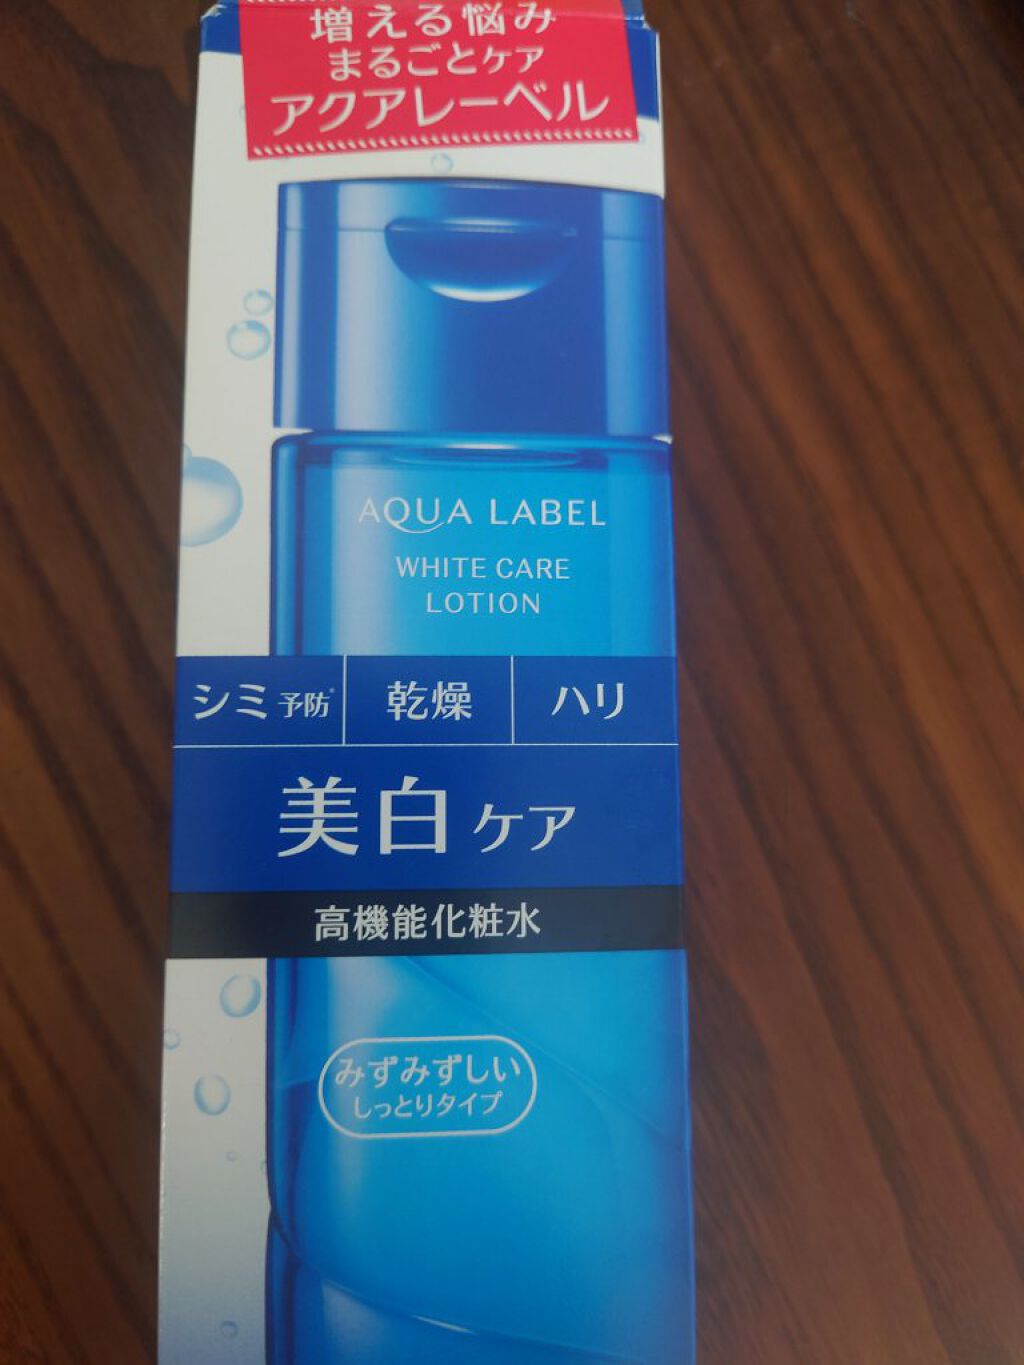 増える悩み
まるごとケア
アクアレーベル
AQUA LABEL
WHITE CARE
LOTION
シミ予防* 乾燥 ハリ
美白ケア
高機能化粧水
みずみずしい
しっとりタイプ